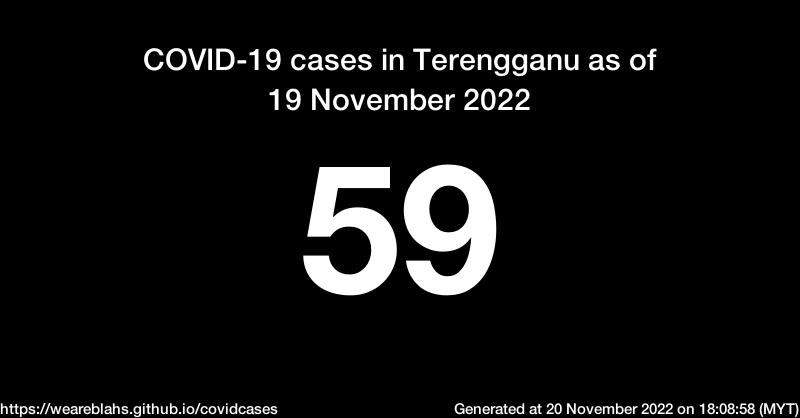 COVID-19 cases in Terengganu as of
19 November 2022
59
https://weareblahs.github.io/covidcases
Generated at 20 November 2022 on 18:08:58 (MYT)